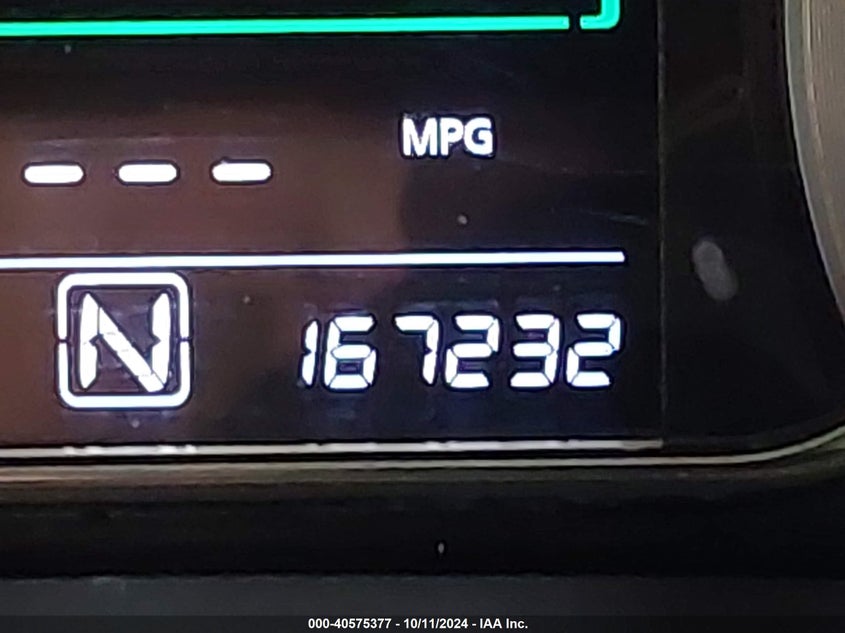 --- MPG
N 167232
000-40575377 - 10/11/2024 - IAA Inc.